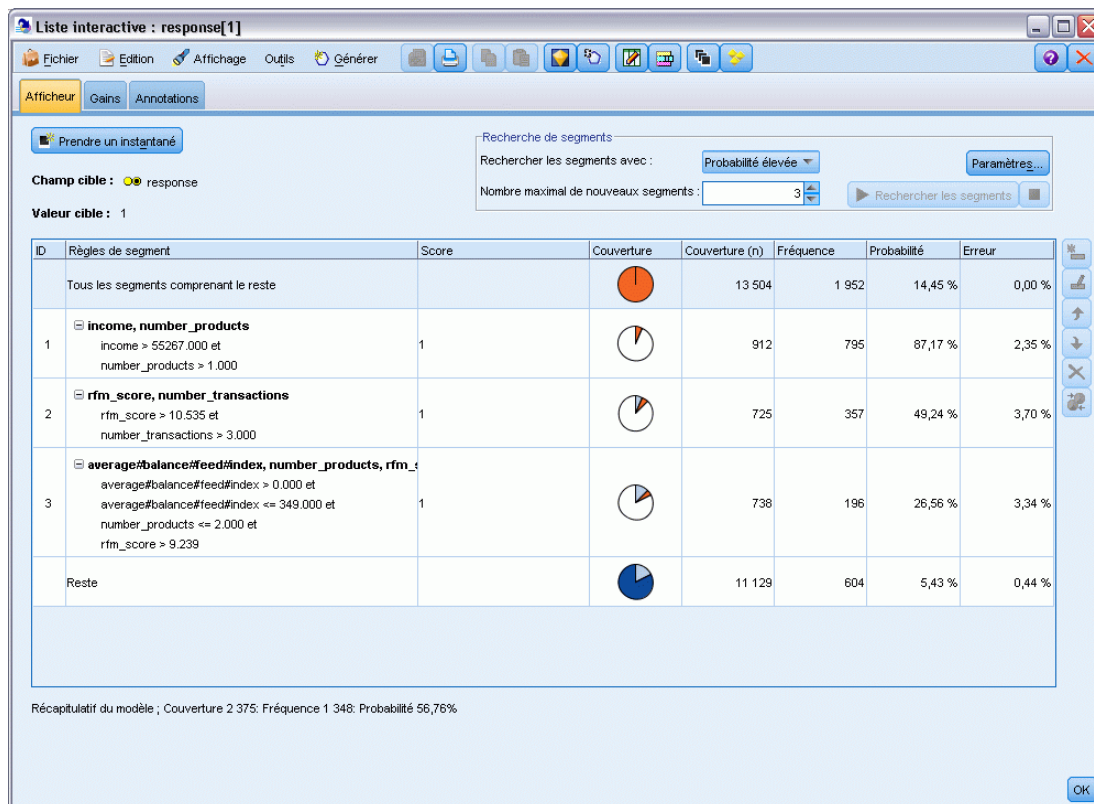 Liste interactive : response[1]
Fichier Edition Affichage Outils Générer
Afficheur Gains Annotations
Prendre un instantané
Recherche de segments
Rechercher les segments avec : Probabilité élevée Paramètres...
Champ cible : response
Nombre maximal de nouveaux segments : 3 Rechercher les segments
Valeur cible : 1
ID Règles de segment Score Couverture Couverture (n) Fréquence Probabilité Erreur
Tous les segments comprenant le reste 13 504 1 952 14,45 % 0,00 %
income, number_products
income > 55267.000 et
1 1 912 795 87,17 % 2,35 %
number_products > 1.000
rfm_score, number_transactions
2 rfm_score > 10.535 et 1 725 357 49,24 % 3,70 %
number_transactions > 3.000
average#balance#feed#index, number_products, rfm_s
average#balance#feed#index > 0.000 et
3 average#balance#feed#index <= 349.000 et 1 738 196 26,56 % 3,34 %
number_products <= 2.000 et
rfm_score > 9.239
Reste 11 129 604 5,43 % 0,44 %
Récapitulatif du modèle ; Couverture 2 375: Fréquence 1 348: Probabilité 56,76%
OK